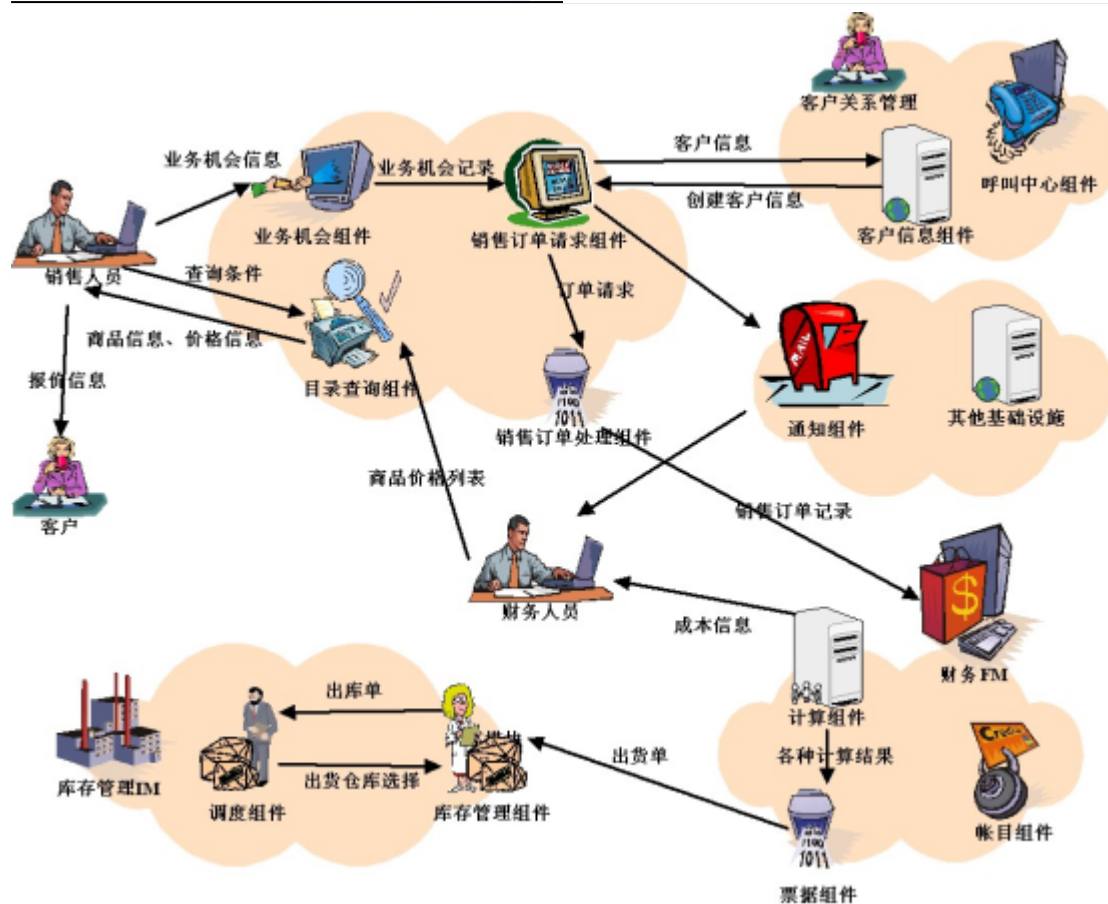 客户关系管理
业务机会信息
业务机会记录
客户信息
创建客户信息
呼叫中心组件
客户信息组件
业务机会组件
销售订单请求组件
销售人员
查询条件
订单请求
商品信息、价格信息
报价信息
目录查询组件
销售订单处理组件
通知组件
其他基础设施
客户
商品价格列表
销售订单记录
财务人员
成本信息
财务FM
出库单
计算组件
出货单
各种计算结果
库存管理IM
出货仓库选择
调度组件
库存管理组件
帐目组件
票据组件
MAIL
1011
1011
$